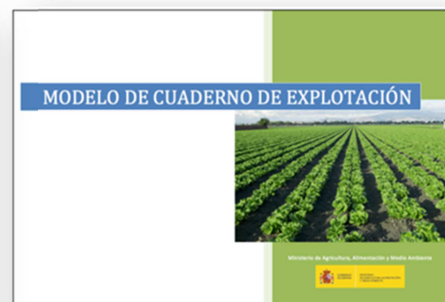 MODELO DE CUADERNO DE EXPLOTACIÓN
Ministerio de Agricultura, Alimentación y Medio Ambiente